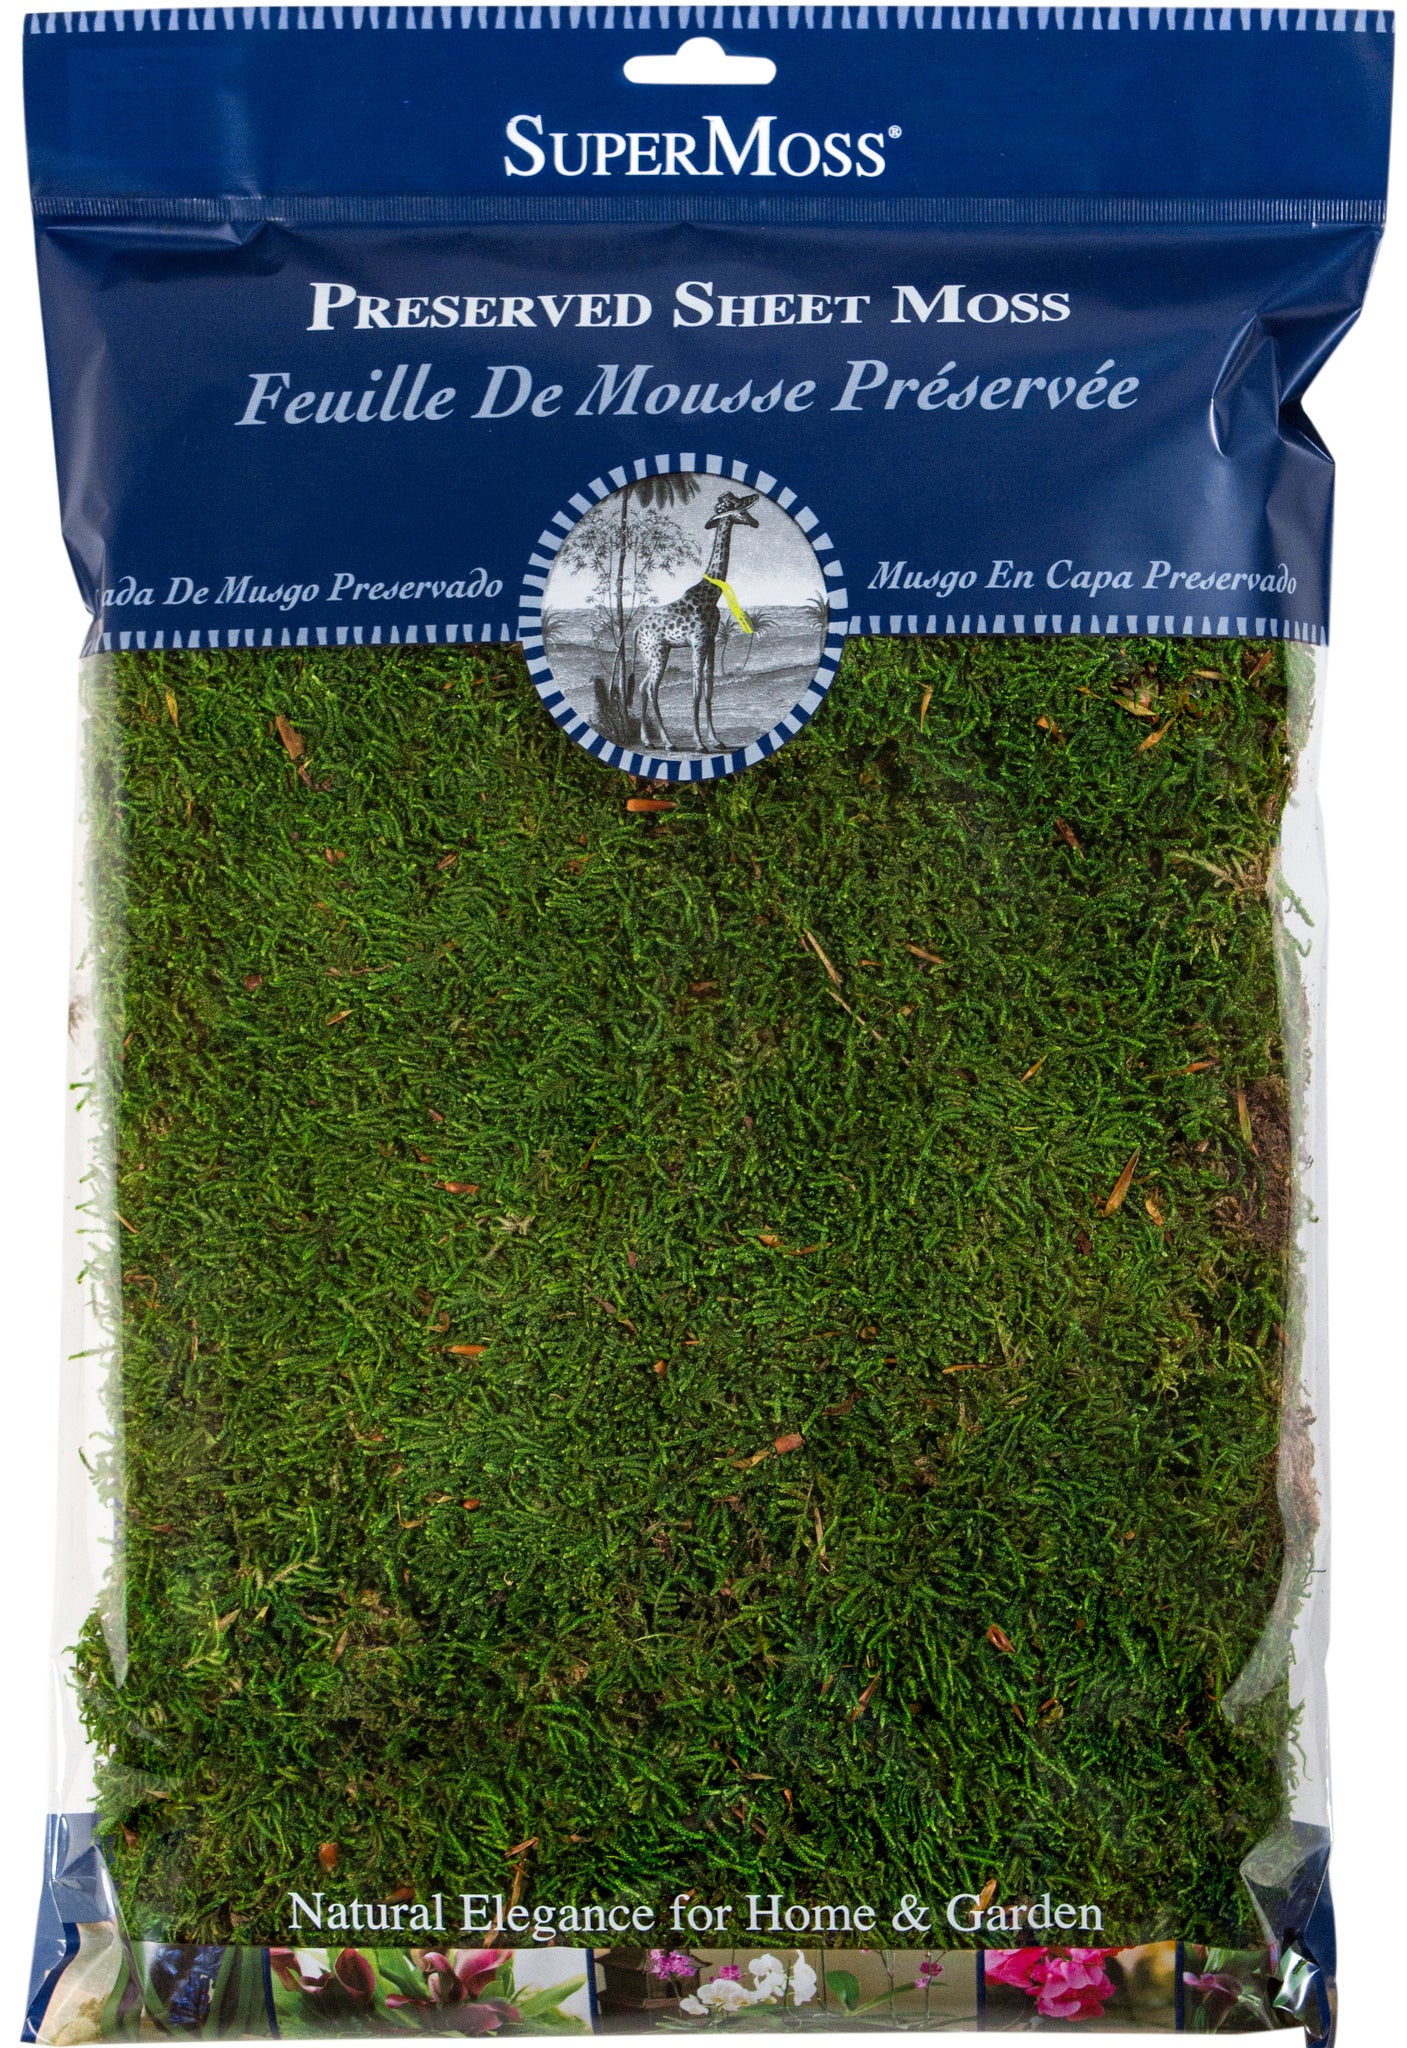 SUPERMOSS®
PRESERVED SHEET MOSS
Feuille De Mousse Préservée
De Musgo Preservado
Musgo En Capa Preservado
Natural Elegance for Home & Garden